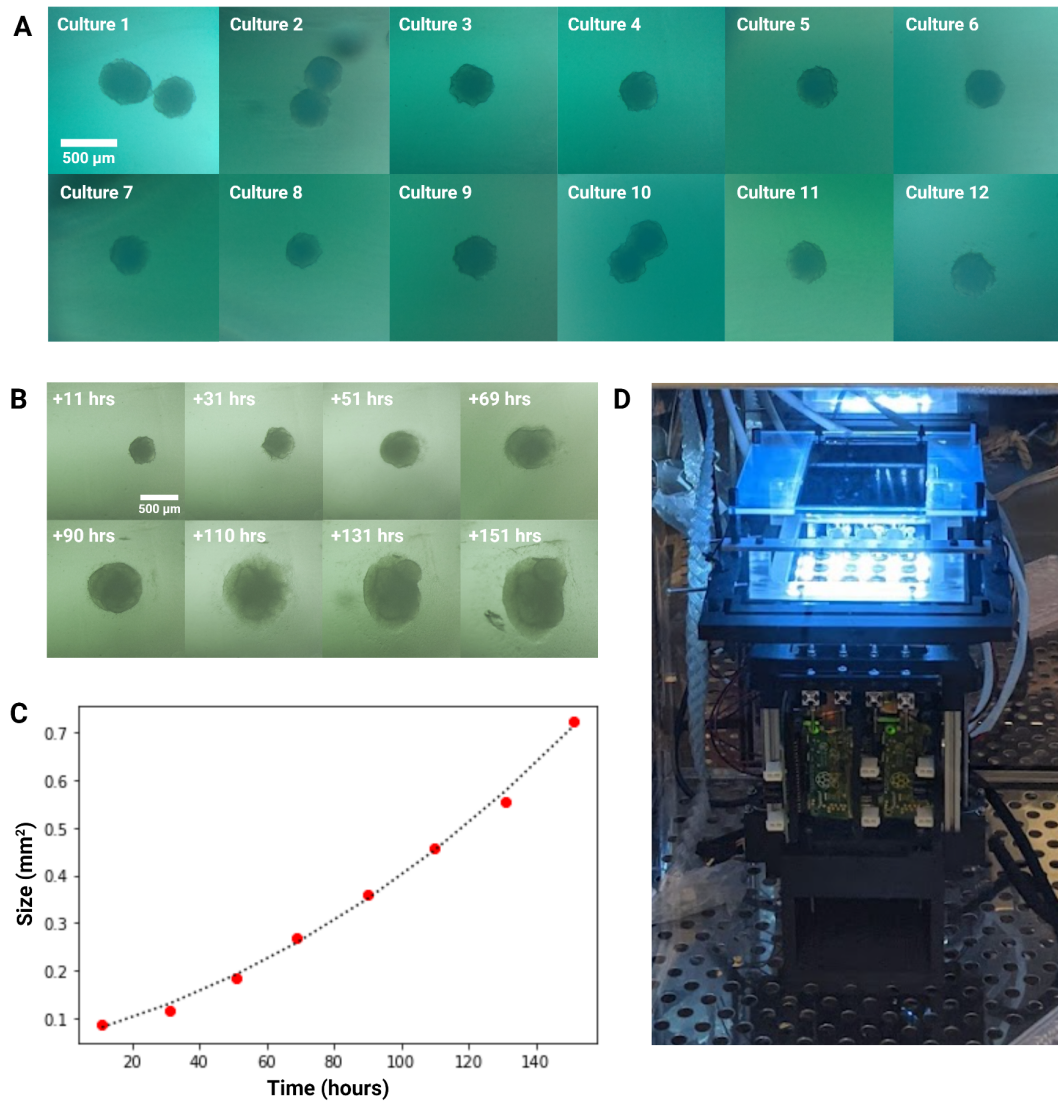 A
Culture 1
Culture 2
Culture 3
Culture 4
Culture 5
Culture 6
500 µm
Culture 7
Culture 8
Culture 9
Culture 10
Culture 11
Culture 12
B
+11 hrs
+31 hrs
+51 hrs
+69 hrs
500 µm
+90 hrs
+110 hrs
+131 hrs
+151 hrs
C
Size (mm²)
0.7
0.6
0.5
0.4
0.3
0.2
0.1
20
40
60
80
100
120
140
Time (hours)
D